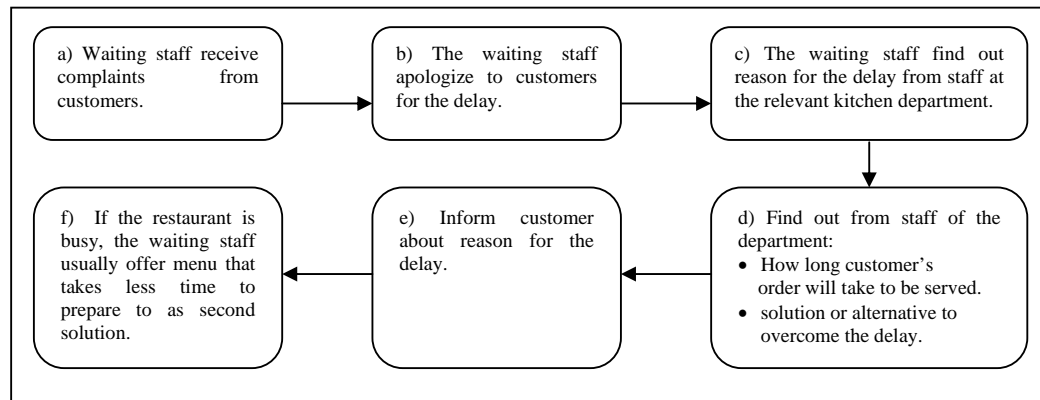 a) Waiting staff receive
complaints from
customers.
b) The waiting staff
apologize to customers
for the delay.
c) The waiting staff find out
reason for the delay from staff at
the relevant kitchen department.
d) Find out from staff of the
department:
• How long customer's
order will take to be served.
• solution or alternative to
overcome the delay.
e) Inform customer
about reason for the
delay.
f) If the restaurant is
busy, the waiting staff
usually offer menu that
takes less time to
prepare to as second
solution.